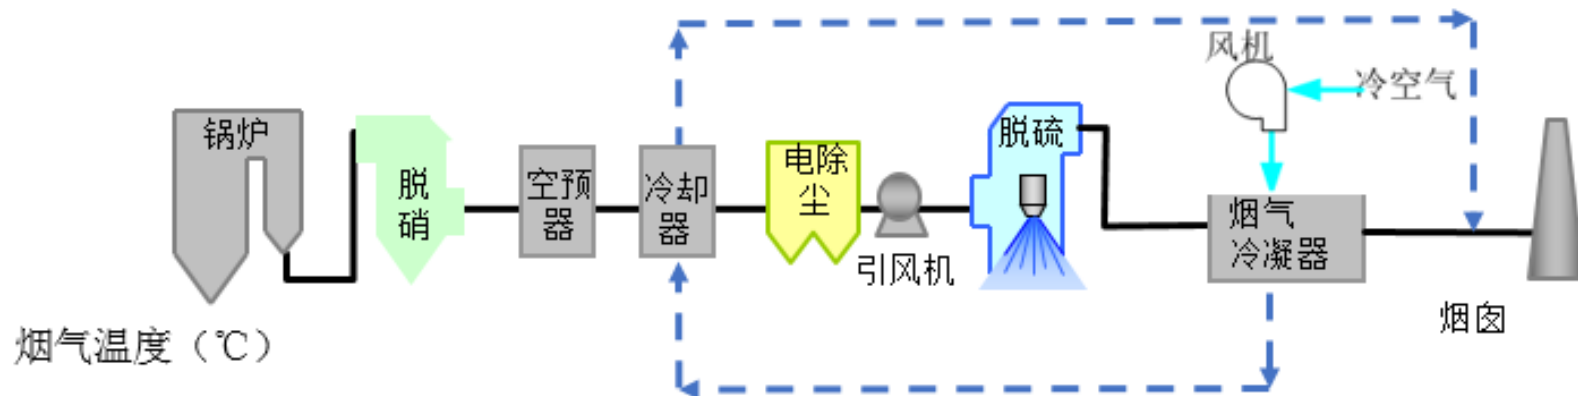 风机
冷空气
锅炉
脱
硝
空预
器
冷却
器
电除
尘
引风机
脱硫
烟气
冷凝器
烟囱
烟气温度（℃）